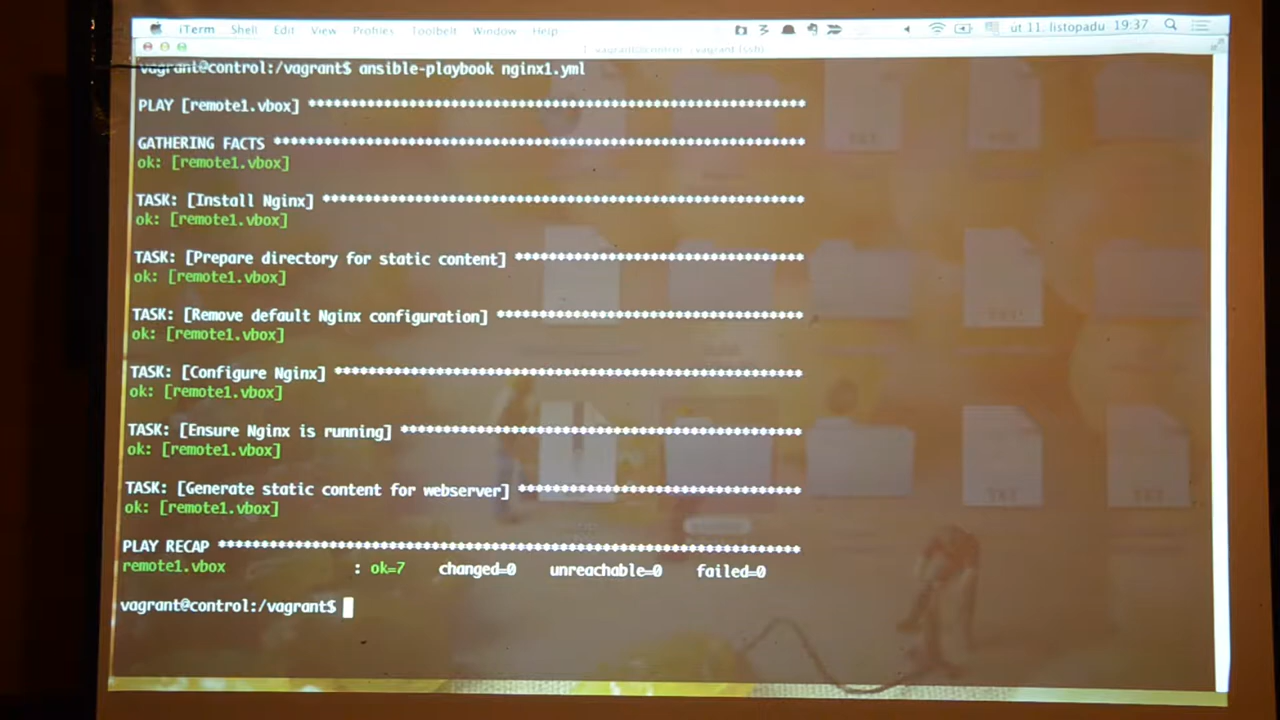 iTerm Shell Edit View Profiles Toolbelt Window Help út 11. listopadu 19:37
vagrant@control: /vagrant (ssh)
vagrant@control:/vagrant$ ansible-playbook nginx1.yml
PLAY [remote1.vbox] *********************************************************
GATHERING FACTS *************************************************************
ok: [remote1.vbox]
TASK: [Install Nginx] *******************************************************
ok: [remote1.vbox]
TASK: [Prepare directory for static content] *********************************
ok: [remote1.vbox]
TASK: [Remove default Nginx configuration] ***********************************
ok: [remote1.vbox]
TASK: [Configure Nginx] *****************************************************
ok: [remote1.vbox]
TASK: [Ensure Nginx is running] **********************************************
ok: [remote1.vbox]
TASK: [Generate static content for webserver] ********************************
ok: [remote1.vbox]
PLAY RECAP ******************************************************************
remote1.vbox : ok=7 changed=0 unreachable=0 failed=0
vagrant@control:/vagrant$